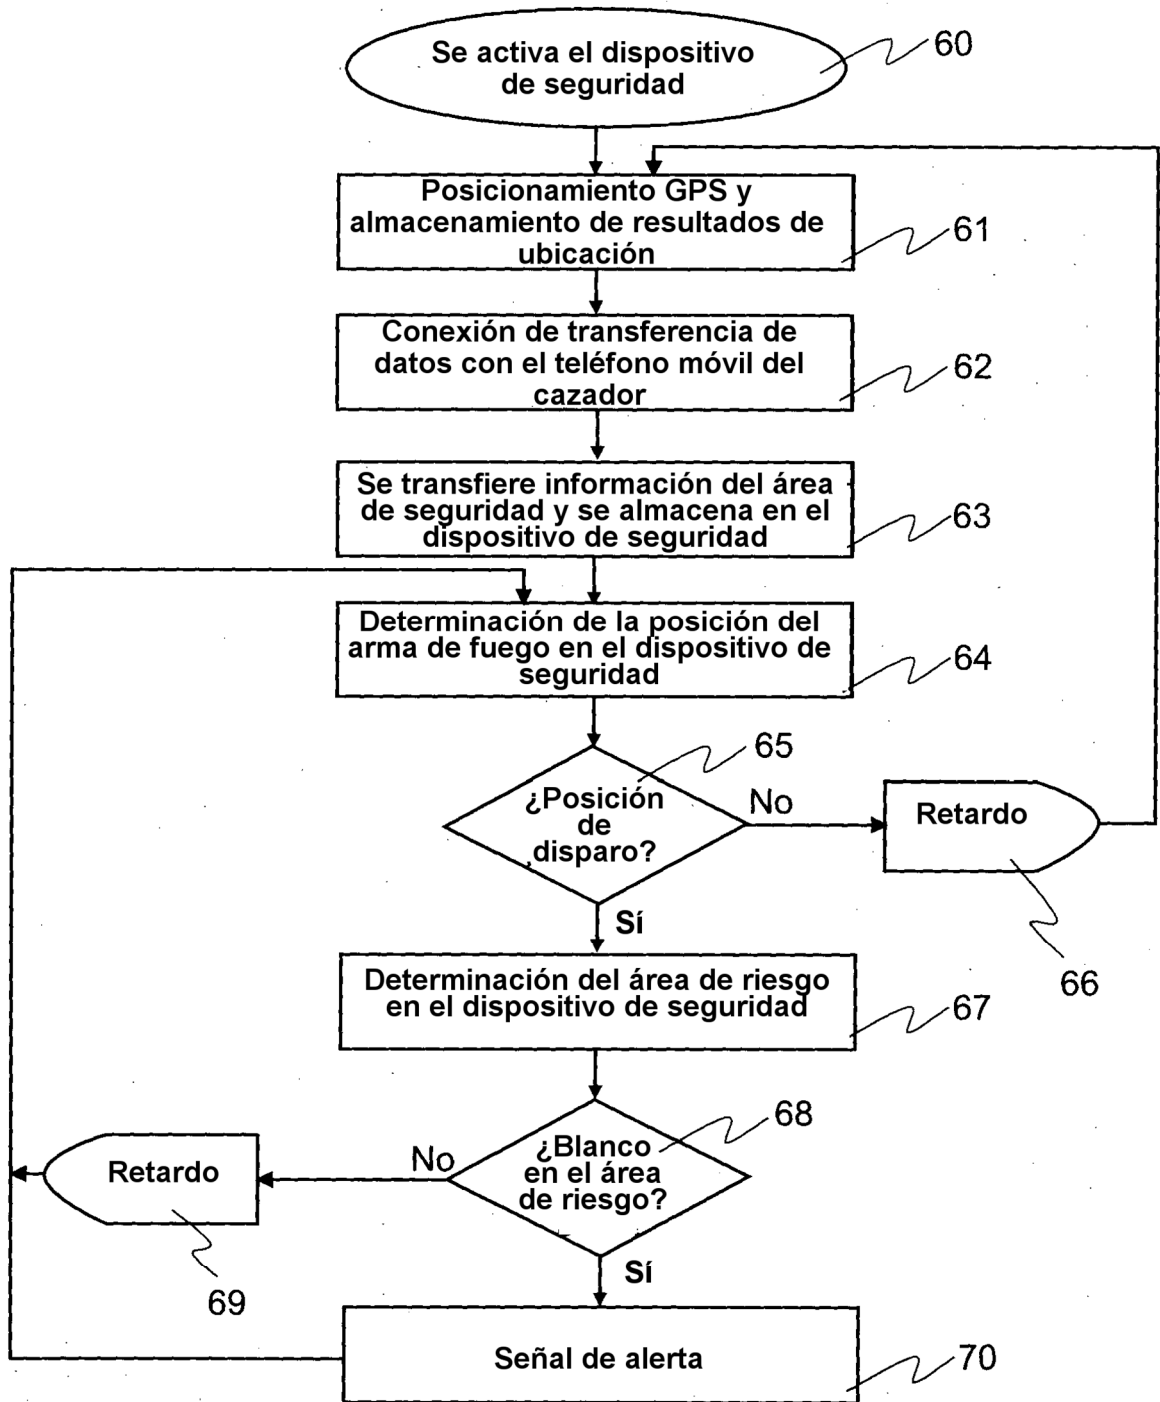 Se activa el dispositivo
de seguridad
60
Posicionamiento GPS y
almacenamiento de resultados de
ubicación
61
Conexión de transferencia de
datos con el teléfono móvil del
cazador
62
Se transfiere información del área
de seguridad y se almacena en el
dispositivo de seguridad
63
Determinación de la posición del
arma de fuego en el dispositivo de
seguridad
64
65
¿Posición
de
disparo?
No
Retardo
66
Sí
Determinación del área de riesgo
en el dispositivo de seguridad
67
68
¿Blanco
en el área
de riesgo?
No
Retardo
69
Sí
Señal de alerta
70